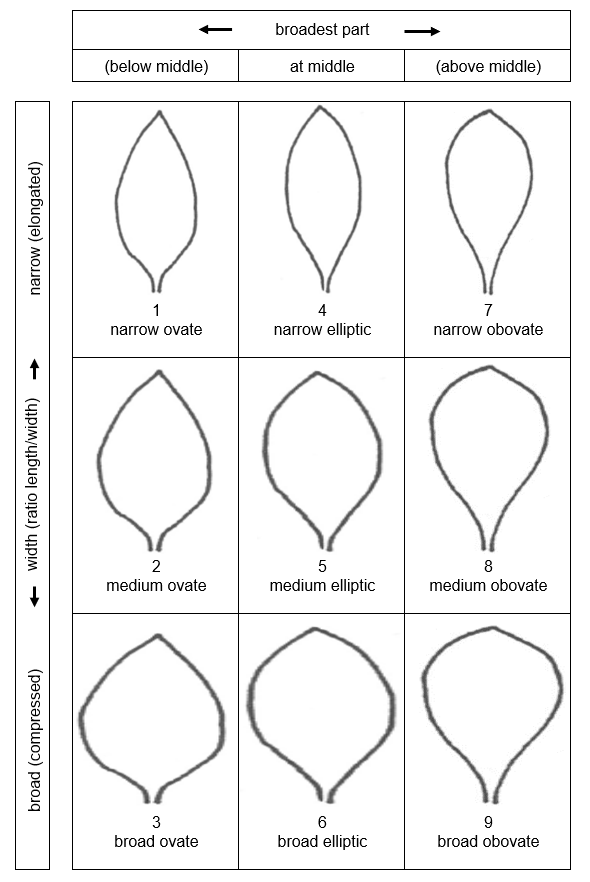 broadest part
(below middle)
at middle
(above middle)
narrow (elongated)
width (ratio length/width)
broad (compressed)
1
narrow ovate
4
narrow elliptic
7
narrow obovate
2
medium ovate
5
medium elliptic
8
medium obovate
3
broad ovate
6
broad elliptic
9
broad obovate